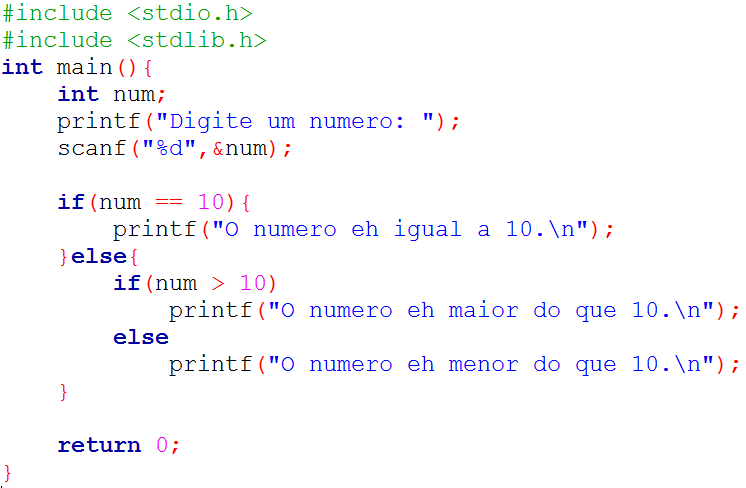 #include <stdio.h>
#include <stdlib.h>
int main(){
    int num;
    printf("Digite um numero: ");
    scanf("%d",&num);

    if(num == 10){
        printf("O numero eh igual a 10.\n");
    }else{
        if(num > 10)
            printf("O numero eh maior do que 10.\n");
        else
            printf("O numero eh menor do que 10.\n");
    }

    return 0;
}